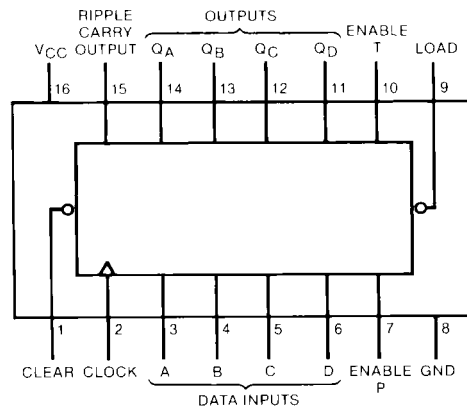 RIPPLE
CARRY
OUTPUT
OUTPUTS
ENABLE
T
VCC
QA
QB
QC
QD
LOAD
16
15
14
13
12
11
10
9
1
2
3
4
5
6
7
8
CLEAR
CLOCK
A
B
C
D
ENABLE
P
GND
DATA INPUTS